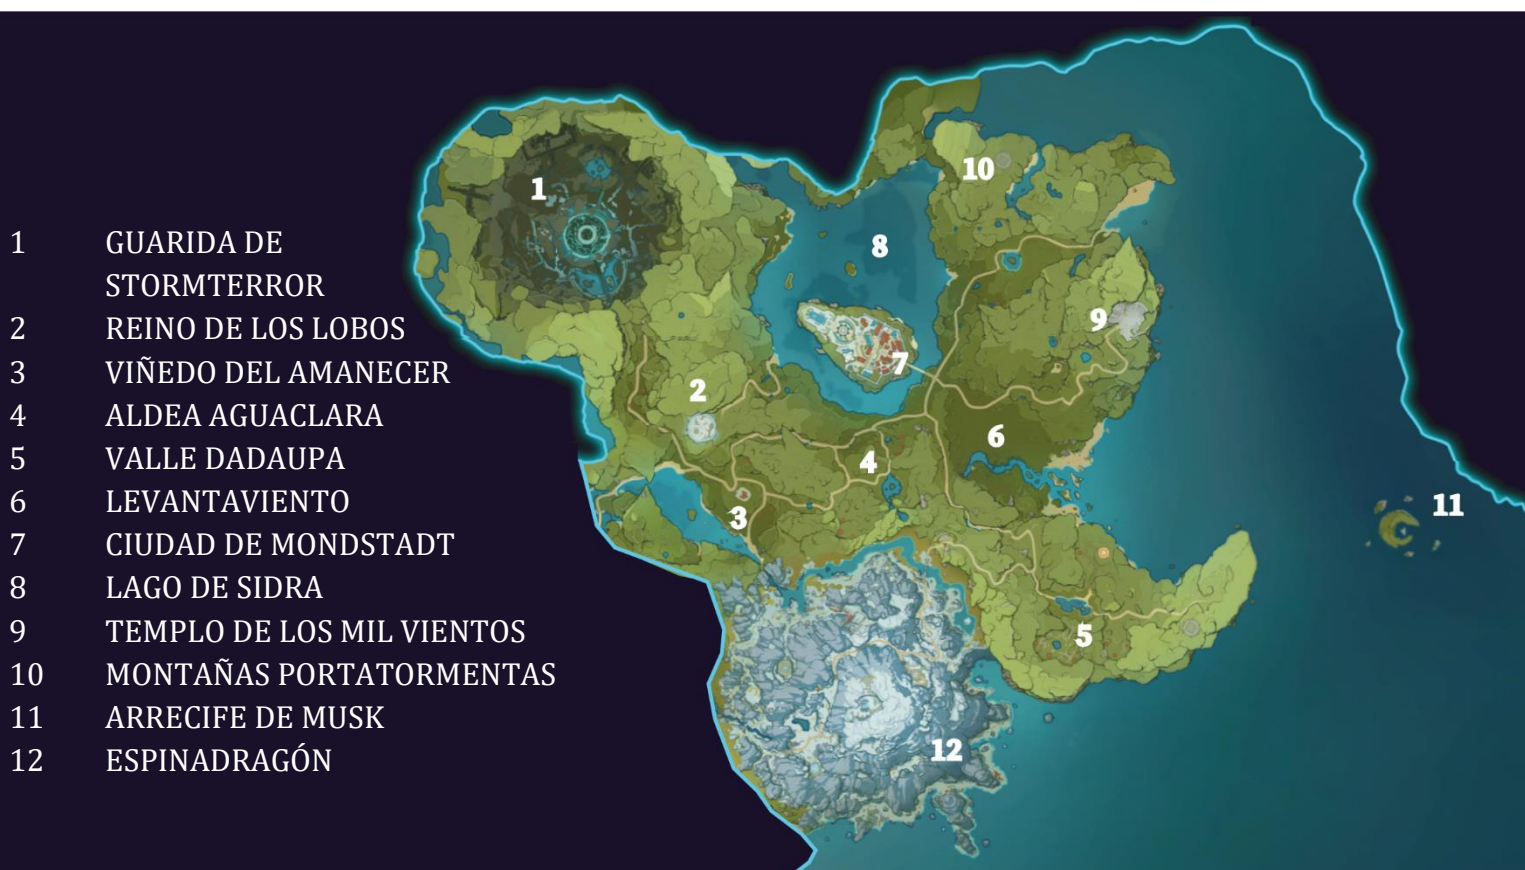 1 GUARIDA DE
STORMTERROR
2 REINO DE LOS LOBOS
3 VIÑEDO DEL AMANECER
4 ALDEA AGUACLARA
5 VALLE DADAUPA
6 LEVANTAVIENTO
7 CIUDAD DE MONDSTADT
8 LAGO DE SIDRA
9 TEMPLO DE LOS MIL VIENTOS
10 MONTAÑAS PORTATORMENTAS
11 ARRECIFE DE MUSK
12 ESPINADRAGÓN
10
1
8
9
7
2
6
4
11
3
5
12